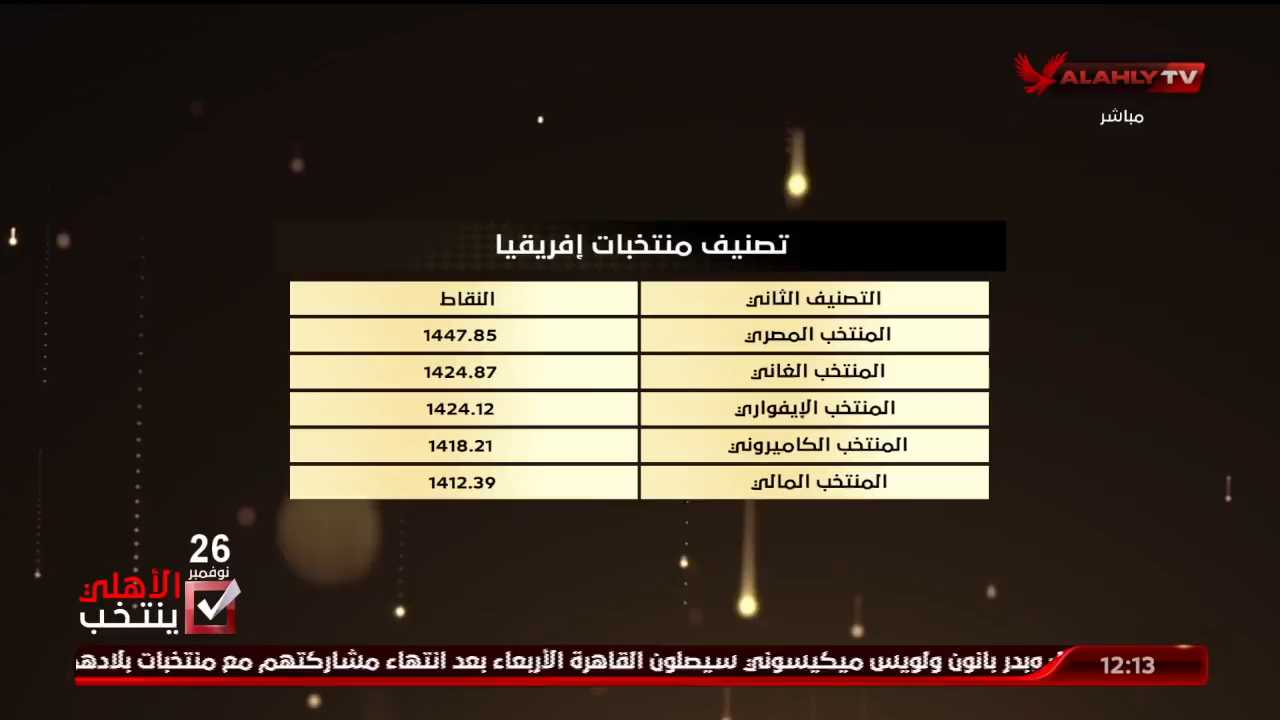 ALAHLY TV
مباشر
تصنيف منتخبات إفريقيا
التصنيف الثاني النقاط
المنتخب المصري 1447.85
المنتخب الغاني 1424.87
المنتخب الإيفواري 1424.12
المنتخب الكاميروني 1418.21
المنتخب المالي 1412.39
26
نوفمبر
الأهلي
ينتخب
12:13 وبدر بانون ولويس ميكيسوني سيصلون القاهرة الأربعاء بعد انتهاء مشاركتهم مع منتخبات